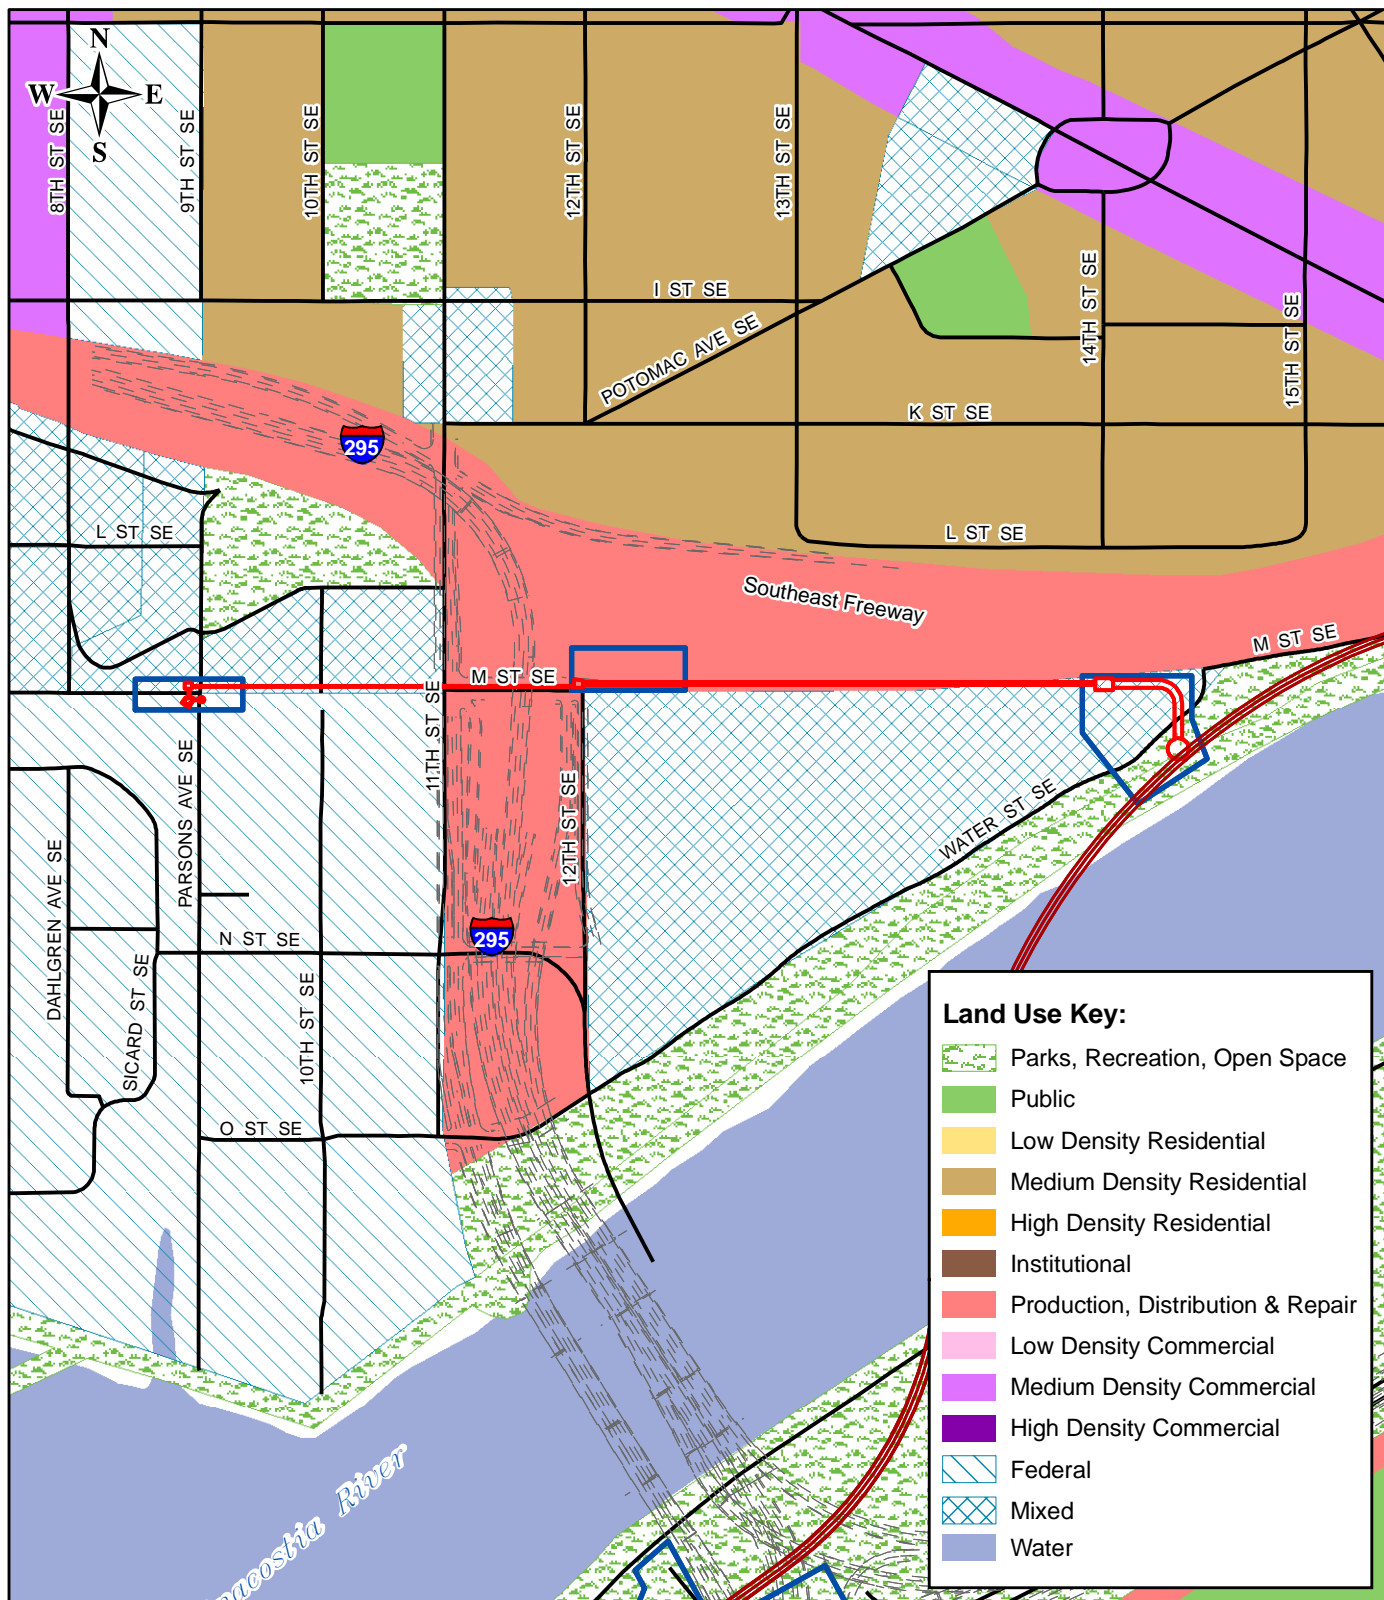 N
W E
S
8TH ST SE
9TH ST SE
10TH ST SE
12TH ST SE
13TH ST SE
14TH ST SE
15TH ST SE
I ST SE
POTOMAC AVE SE
K ST SE
295
L ST SE
L ST SE
Southeast Freeway
M ST SE
M ST SE
11TH ST SE
12TH ST SE
PARSONS AVE SE
WATER ST SE
DAHLGREN AVE SE
SICARD ST SE
N ST SE
295
10TH ST SE
O ST SE
nacostia River
Land Use Key:
Parks, Recreation, Open Space
Public
Low Density Residential
Medium Density Residential
High Density Residential
Institutional
Production, Distribution & Repair
Low Density Commercial
Medium Density Commercial
High Density Commercial
Federal
Mixed
Water